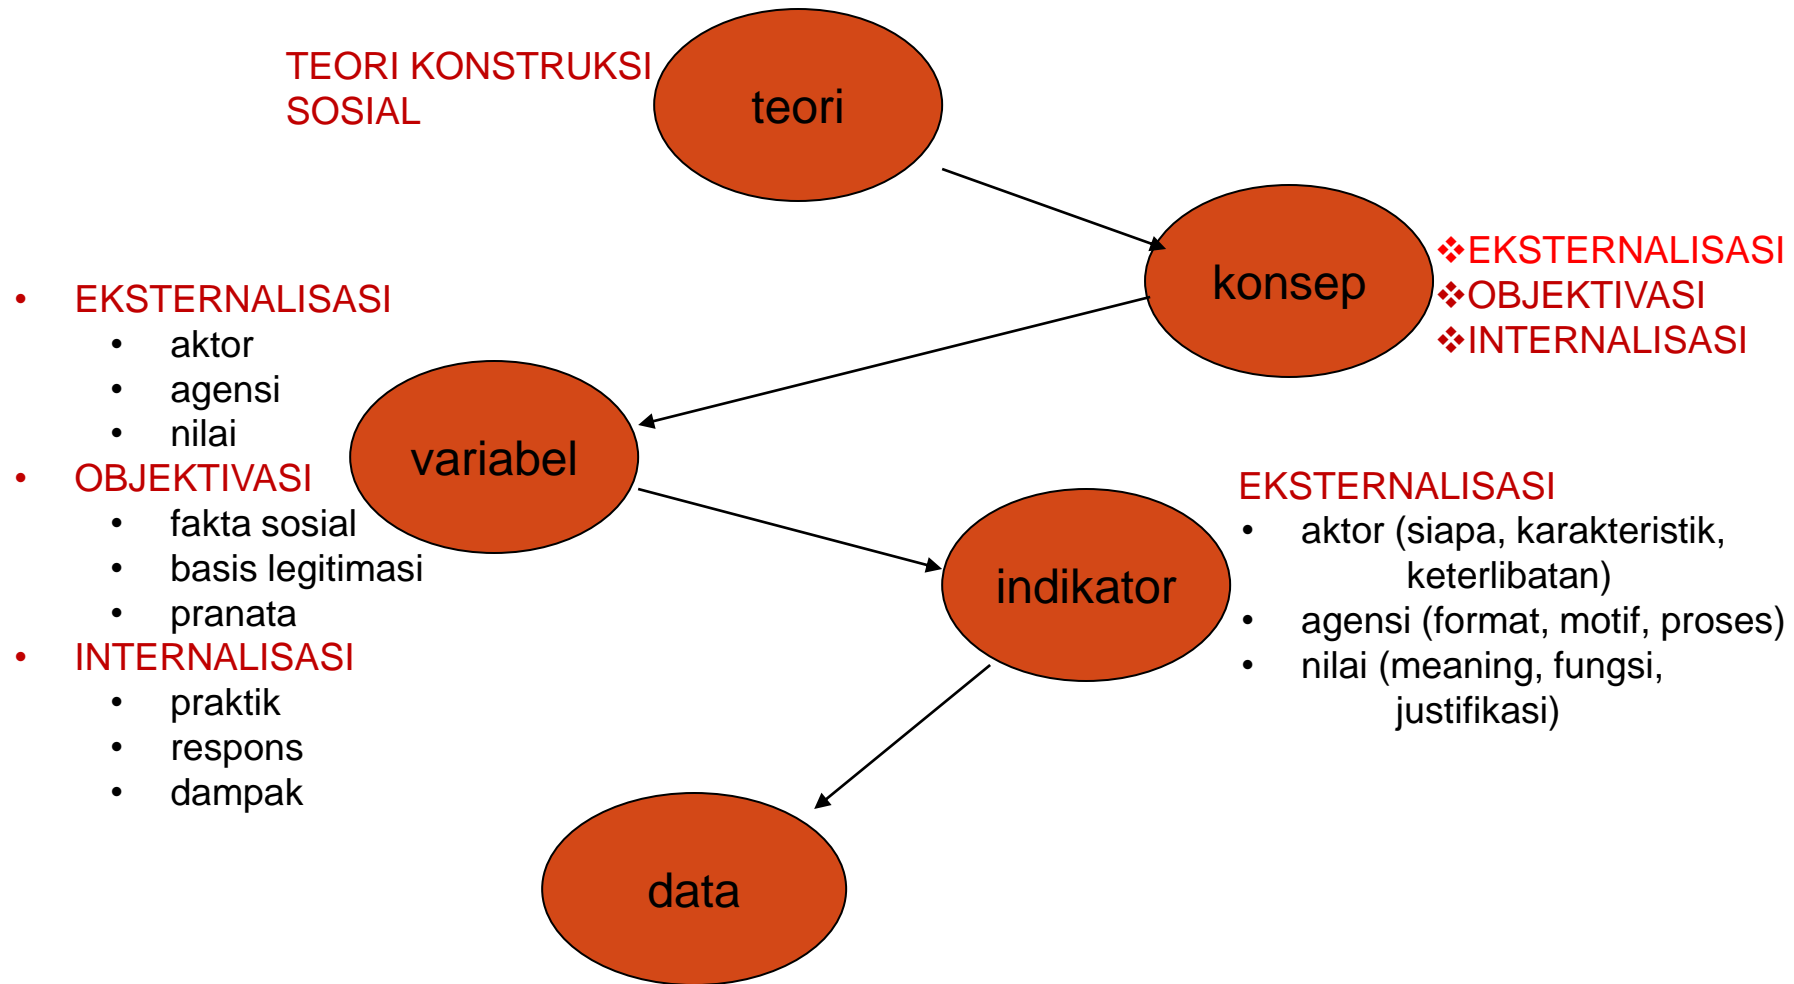 TEORI KONSTRUKSI
SOSIAL
teori
konsep
❖EKSTERNALISASI
❖OBJEKTIVASI
❖INTERNALISASI
• EKSTERNALISASI
• aktor
• agensi
• nilai
• OBJEKTIVASI
• fakta sosial
• basis legitimasi
• pranata
• INTERNALISASI
• praktik
• respons
• dampak
variabel
indikator
EKSTERNALISASI
• aktor (siapa, karakteristik,
keterlibatan)
• agensi (format, motif, proses)
• nilai (meaning, fungsi,
justifikasi)
data